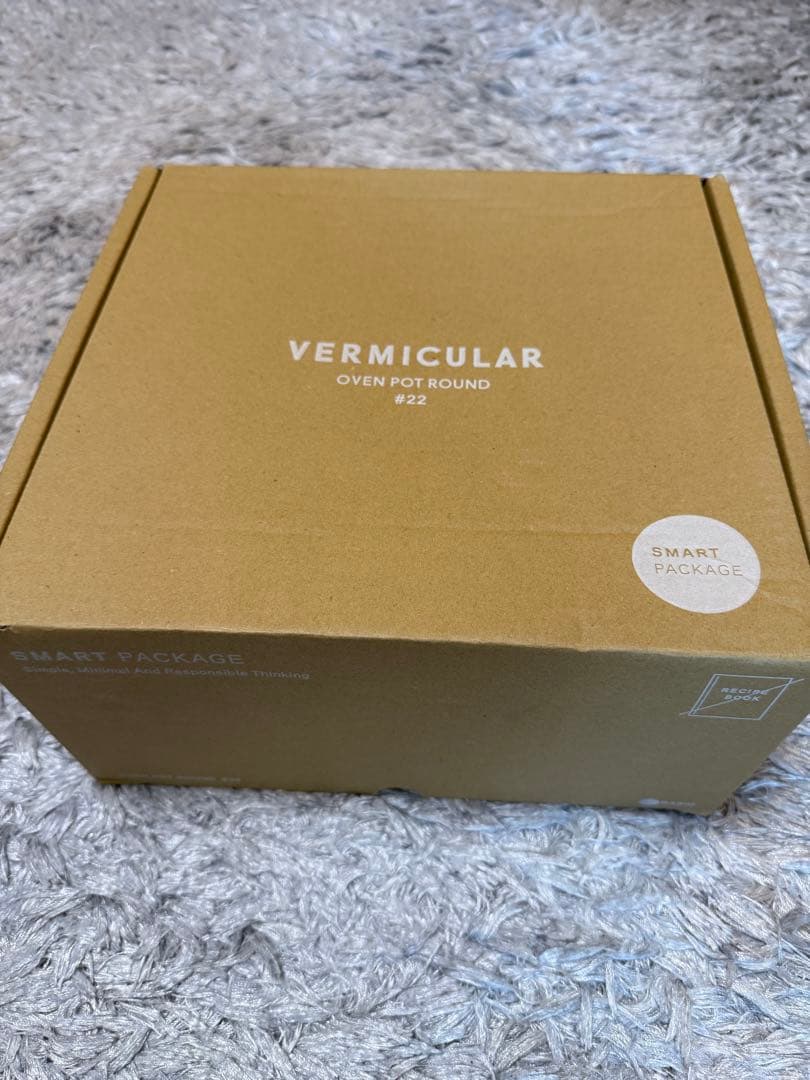 VERMICULAR
OVEN POT ROUND
#22
SMART
PACKAGE
SMART PACKAGE
Simple, Minimal And Responsible Thinking
RECIPE
BOOK